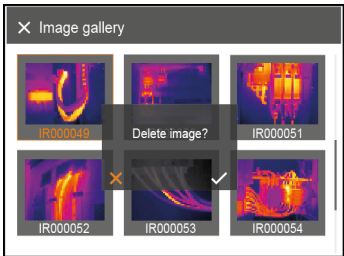 Image gallery
IR000049
Delete image?
IR000051
IR000052
IR000053
IR000054